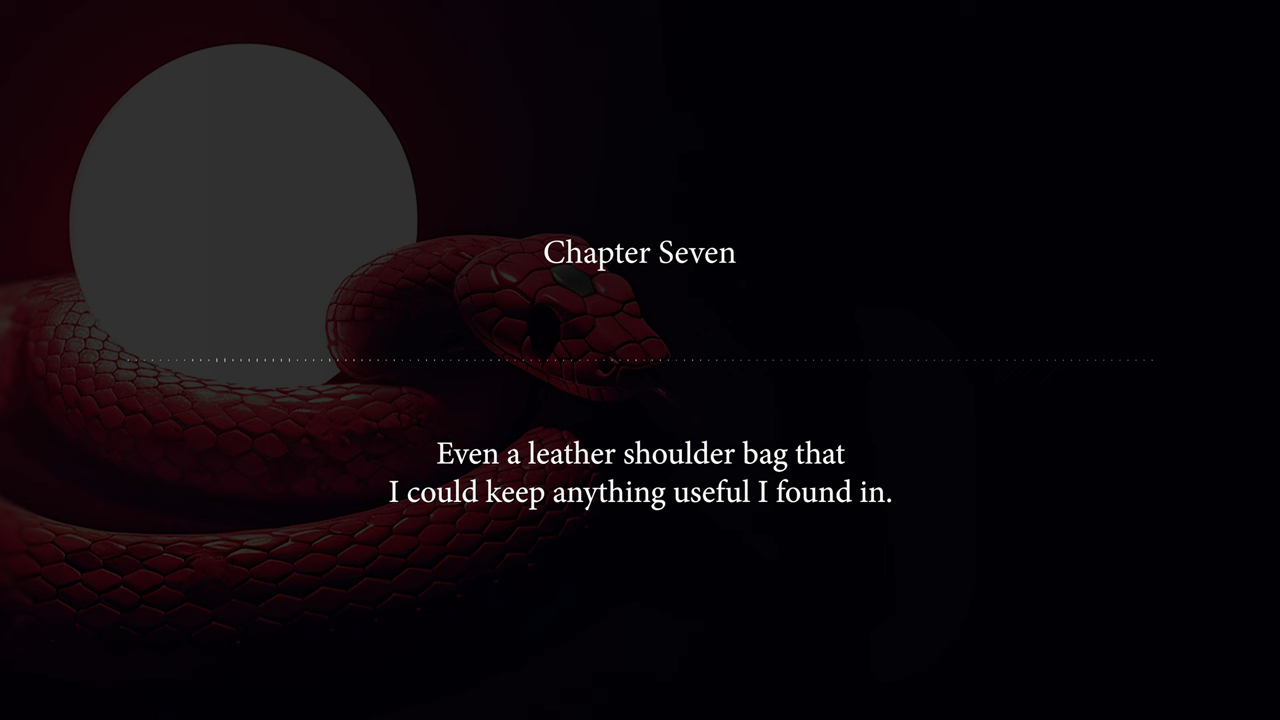 Chapter Seven
Even a leather shoulder bag that
I could keep anything useful I found in.